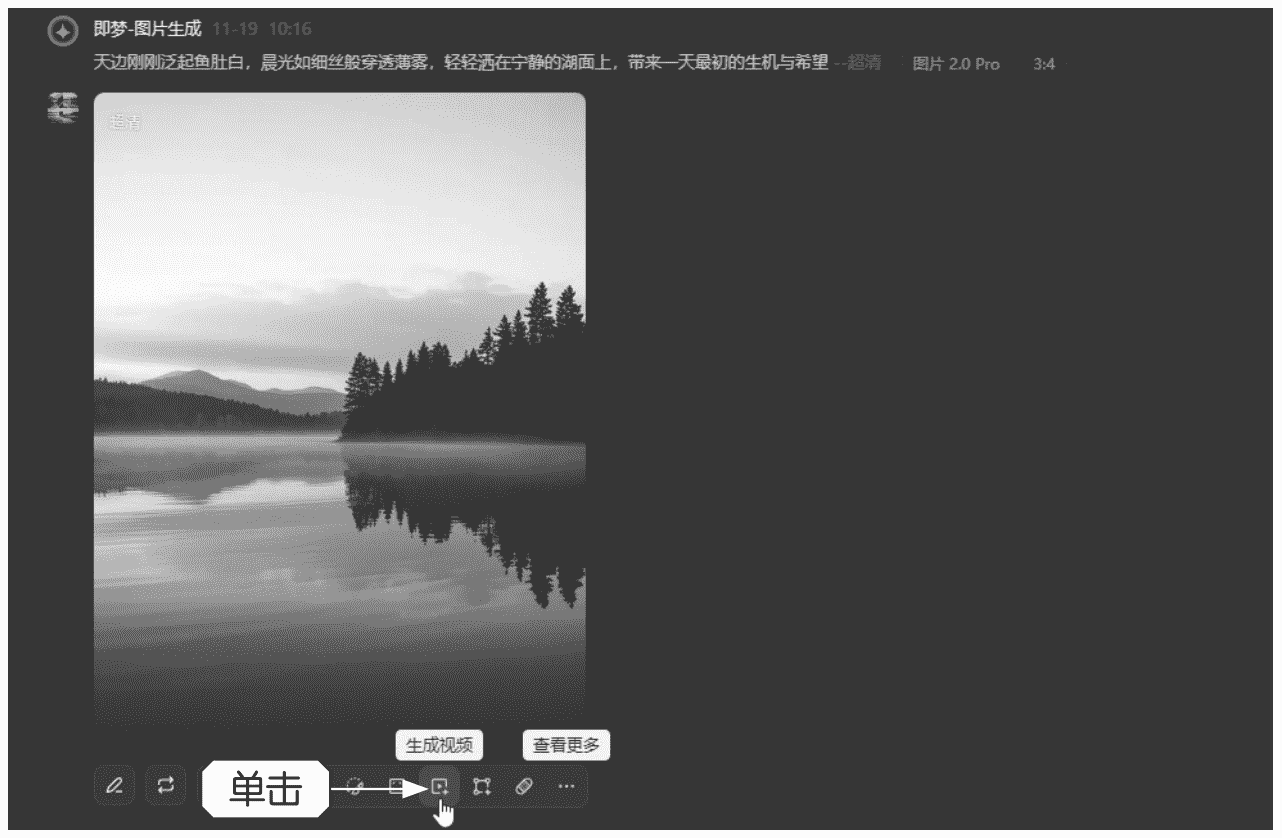 即梦-图片生成 11-19 10:16
天边刚刚泛起鱼肚白，晨光如细丝般穿透薄雾，轻轻洒在宁静的湖面上，带来一天最初的生机与希望 --超清 图片 2.0 Pro 3:4
超清
生成视频 查看更多
单击